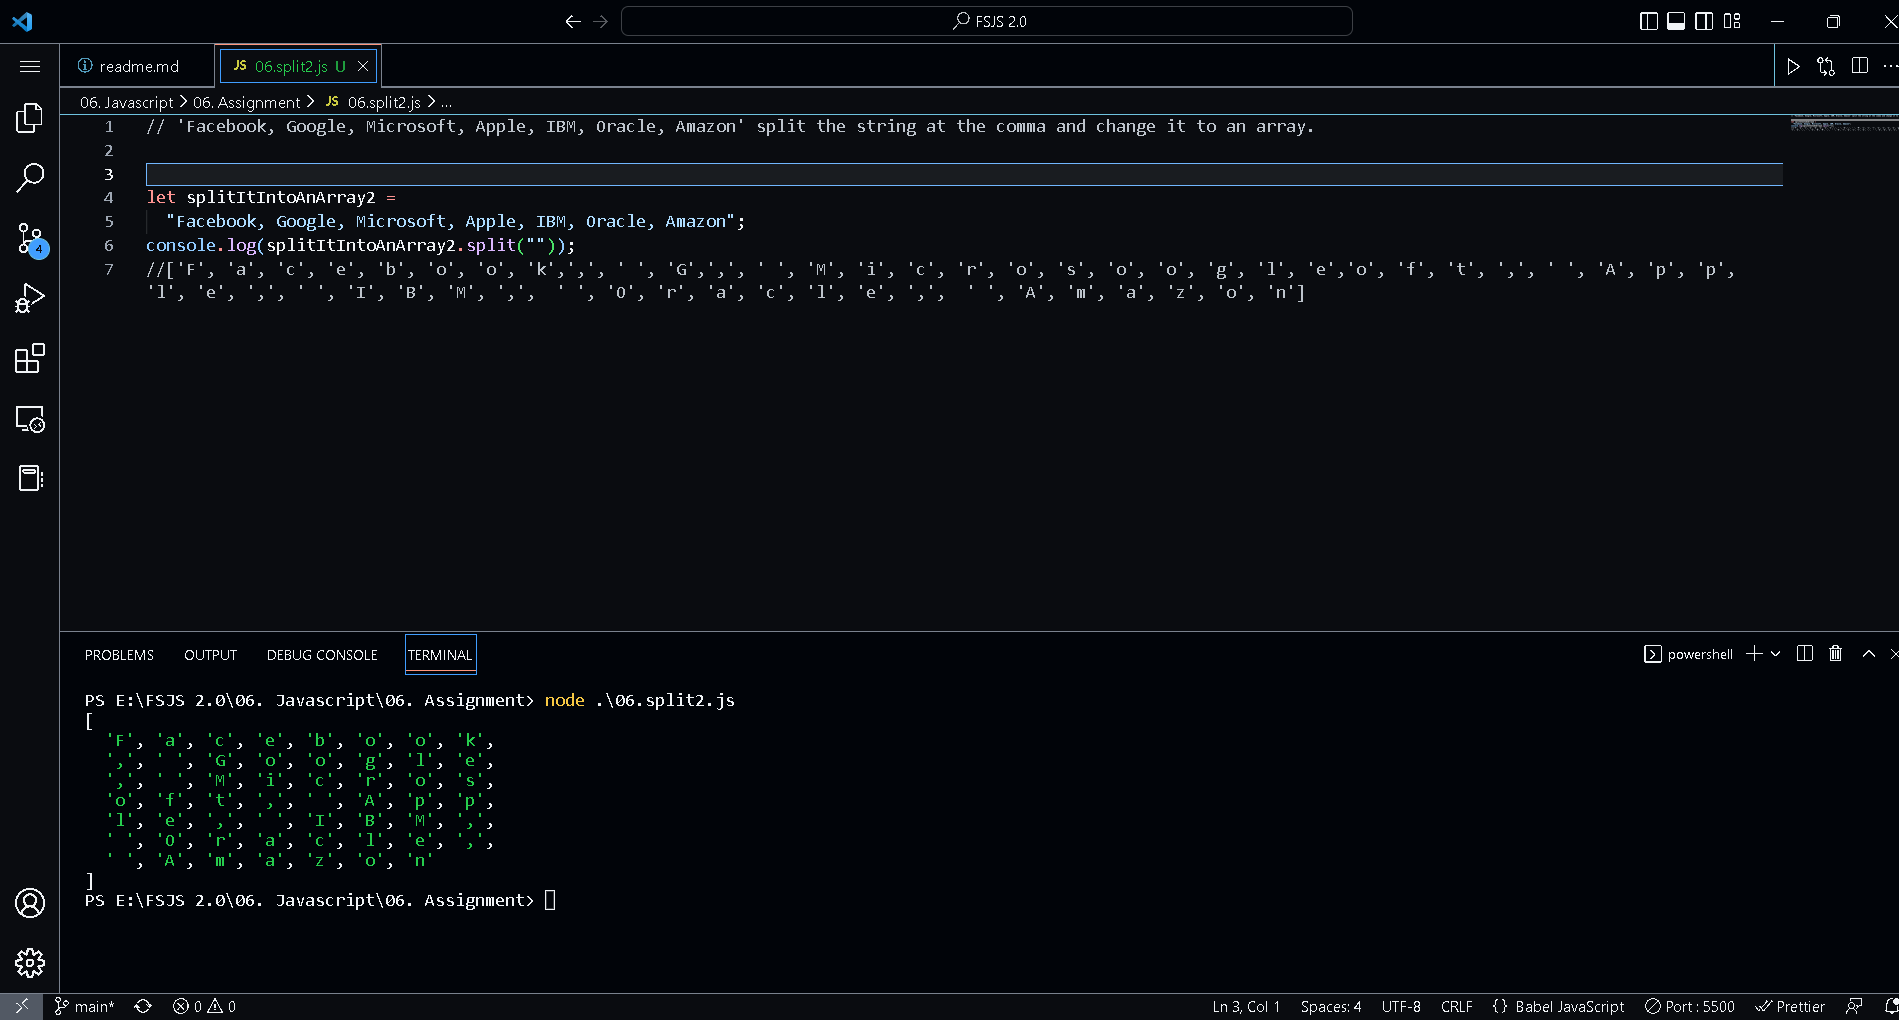 FSJS 2.0
readme.md
JS 06.split2.js U
06. Javascript > 06. Assignment > JS 06.split2.js > ...
1 // 'Facebook, Google, Microsoft, Apple, IBM, Oracle, Amazon' split the string at the comma and change it to an array.
2
3
4 let splitItIntoAnArray2 =
5 "Facebook, Google, Microsoft, Apple, IBM, Oracle, Amazon";
6 console.log(splitItIntoAnArray2.split(""));
7 //['F', 'a', 'c', 'e', 'b', 'o', 'o', 'k',',', ' ', 'G',',', ' ', 'M', 'i', 'c', 'r', 'o', 's', 'o', 'o', 'g', 'l', 'e','o', 'f', 't', ',', ' ', 'A', 'p', 'p',
'l', 'e', ',', ' ', 'I', 'B', 'M', ',', ' ', 'O', 'r', 'a', 'c', 'l', 'e', ',', ' ', 'A', 'm', 'a', 'z', 'o', 'n']
4
PROBLEMS OUTPUT DEBUG CONSOLE TERMINAL
powershell
PS E:\FSJS 2.0\06. Javascript\06. Assignment> node .\06.split2.js
[
'F', 'a', 'c', 'e', 'b', 'o', 'o', 'k',
',', ' ', 'G', 'o', 'o', 'g', 'l', 'e',
',', ' ', 'M', 'i', 'c', 'r', 'o', 's',
'o', 'f', 't', ',', ' ', 'A', 'p', 'p',
'l', 'e', ',', ' ', 'I', 'B', 'M', ',',
' ', 'O', 'r', 'a', 'c', 'l', 'e', ',',
' ', 'A', 'm', 'a', 'z', 'o', 'n'
]
PS E:\FSJS 2.0\06. Javascript\06. Assignment>
main* 0 0 Ln 3, Col 1 Spaces: 4 UTF-8 CRLF {} Babel JavaScript Port : 5500 Prettier